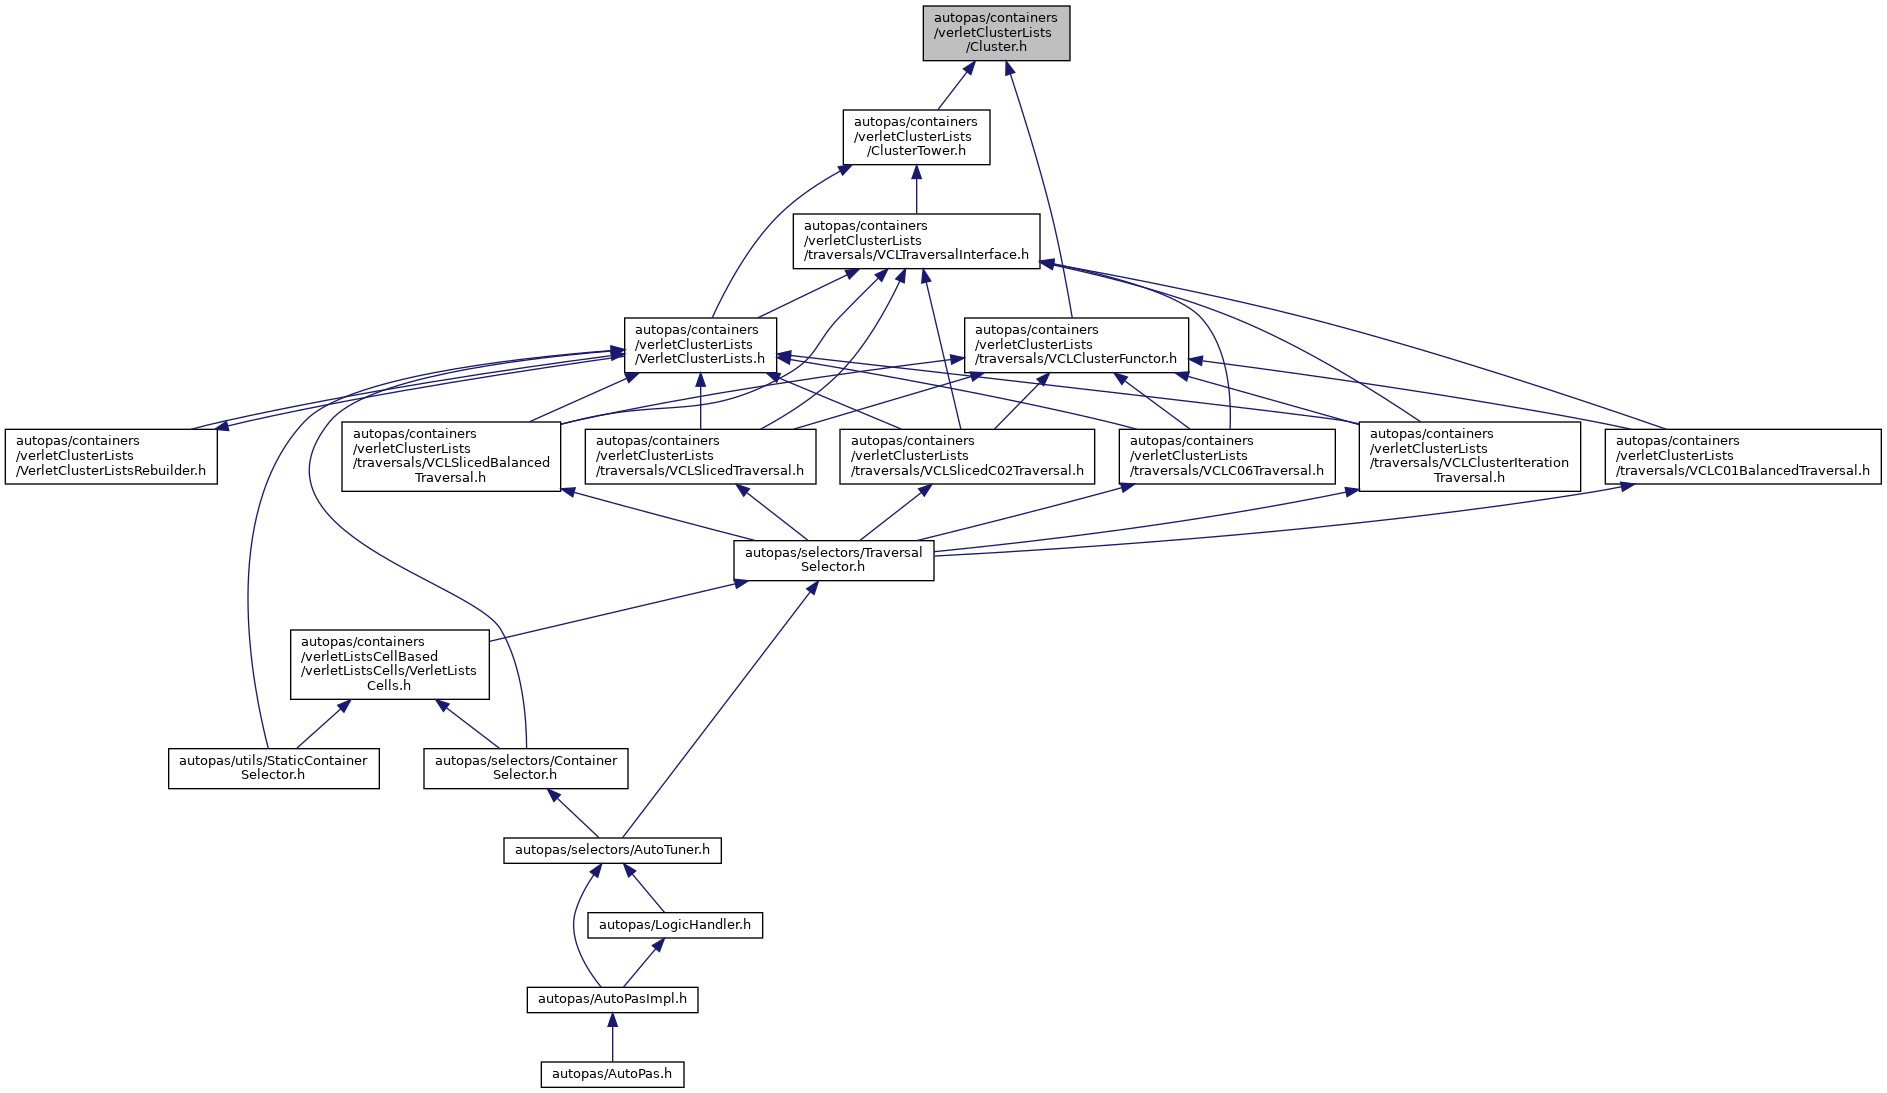 autopas/containers
/verletClusterLists
/Cluster.h
autopas/containers
/verletClusterLists
/ClusterTower.h
autopas/containers
/verletClusterLists
/traversals/VCLTraversalInterface.h
autopas/containers
/verletClusterLists
/VerletClusterLists.h
autopas/containers
/verletClusterLists
/traversals/VCLClusterFunctor.h
autopas/containers
/verletClusterLists
/VerletClusterListsRebuilder.h
autopas/containers
/verletClusterLists
/traversals/VCLSlicedBalanced
Traversal.h
autopas/containers
/verletClusterLists
/traversals/VCLSlicedTraversal.h
autopas/containers
/verletClusterLists
/traversals/VCLSlicedC02Traversal.h
autopas/containers
/verletClusterLists
/traversals/VCLC06Traversal.h
autopas/containers
/verletClusterLists
/traversals/VCLClusterIteration
Traversal.h
autopas/containers
/verletClusterLists
/traversals/VCLC01BalancedTraversal.h
autopas/selectors/Traversal
Selector.h
autopas/containers
/verletListsCellBased
/verletListsCells/VerletLists
Cells.h
autopas/utils/StaticContainer
Selector.h
autopas/selectors/Container
Selector.h
autopas/selectors/AutoTuner.h
autopas/LogicHandler.h
autopas/AutoPasImpl.h
autopas/AutoPas.h